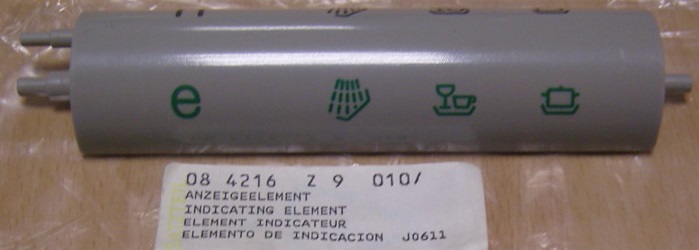 e
08 4216 Z 9 010/
ANZEIGEELEMENT
INDICATING ELEMENT
ELEMENT INDICATEUR
ELEMENTO DE INDICACION J0611